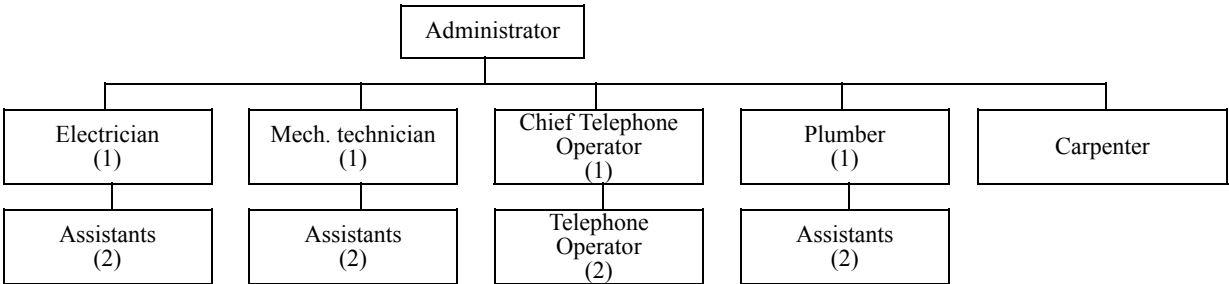 Administrator
Electrician
(1)
Mech. technician
(1)
Chief Telephone
Operator
(1)
Plumber
(1)
Carpenter
Assistants
(2)
Assistants
(2)
Telephone
Operator
(2)
Assistants
(2)